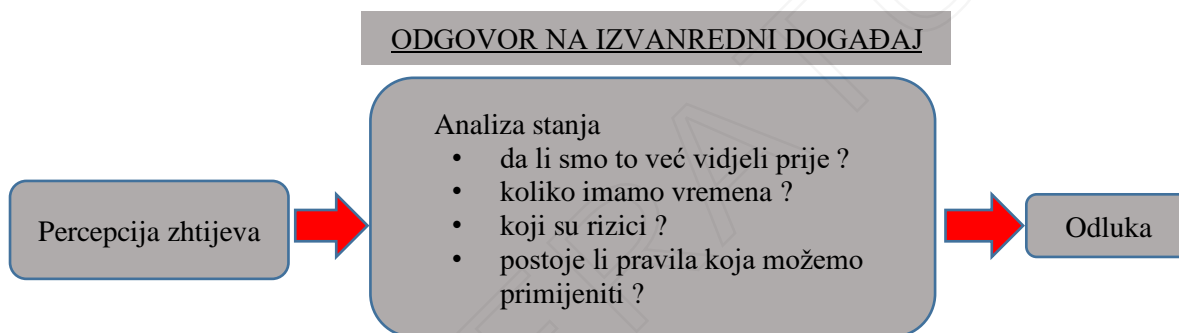 ODGOVOR NA IZVANREDNI DOGAĐAJ
Percepcija zhtijeva
Analiza stanja
• da li smo to već vidjeli prije ?
• koliko imamo vremena ?
• koji su rizici ?
• postoje li pravila koja možemo
primijeniti ?
Odluka